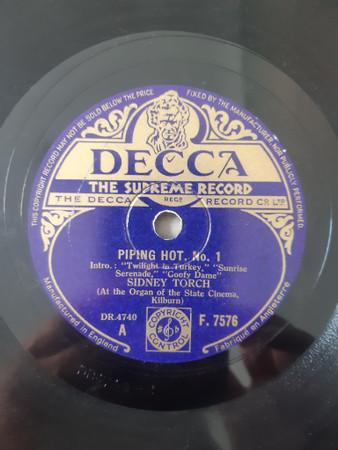 THIS COPYRIGHT RECORD MAY NOT BE SOLD BELOW THE PRICE
FIXED BY THE MANUFACTURER NOR PUBLICLY PERFORMED.
DECCA
THE SUPREME RECORD
THE DECCA REGD RECORD CO LTD
PIPING HOT. No. 1
Intro.: "Twilight in Turkey," "Sunrise
Serenade," "Goofy Dame"
SIDNEY TORCH
(At the Organ of the State Cinema,
Kilburn)
DR.4740
A
COPYRIGHT
CONTROL
F. 7576
Manufactured in England
Fabriqué en Angleterre